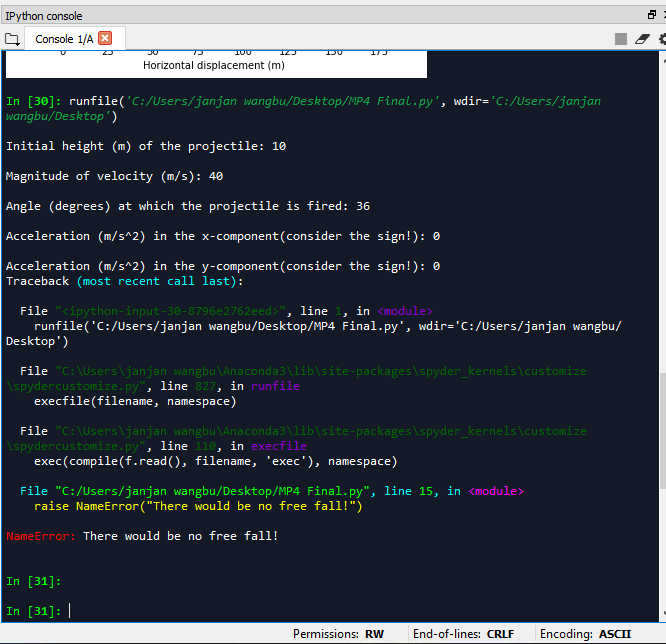 IPython console
Console 1/A
0 25 50 75 100 125 150 175
Horizontal displacement (m)
In [30]: runfile('C:/Users/janjan wangbu/Desktop/MP4 Final.py', wdir='C:/Users/janjan
wangbu/Desktop')
Initial height (m) of the projectile: 10
Magnitude of velocity (m/s): 40
Angle (degrees) at which the projectile is fired: 36
Acceleration (m/s^2) in the x-component(consider the sign!): 0
Acceleration (m/s^2) in the y-component(consider the sign!): 0
Traceback (most recent call last):
File "<ipython-input-30-8796e2762eed>", line 1, in <module>
runfile('C:/Users/janjan wangbu/Desktop/MP4 Final.py', wdir='C:/Users/janjan wangbu/
Desktop')
File "C:\Users\janjan wangbu\Anaconda3\lib\site-packages\spyder_kernels\customize
\spydercustomize.py", line 827, in runfile
execfile(filename, namespace)
File "C:\Users\janjan wangbu\Anaconda3\lib\site-packages\spyder_kernels\customize
\spydercustomize.py", line 110, in execfile
exec(compile(f.read(), filename, 'exec'), namespace)
File "C:/Users/janjan wangbu/Desktop/MP4 Final.py", line 15, in <module>
raise NameError("There would be no free fall!")
NameError: There would be no free fall!
In [31]:
In [31]:
Permissions: RW End-of-lines: CRLF Encoding: ASCII